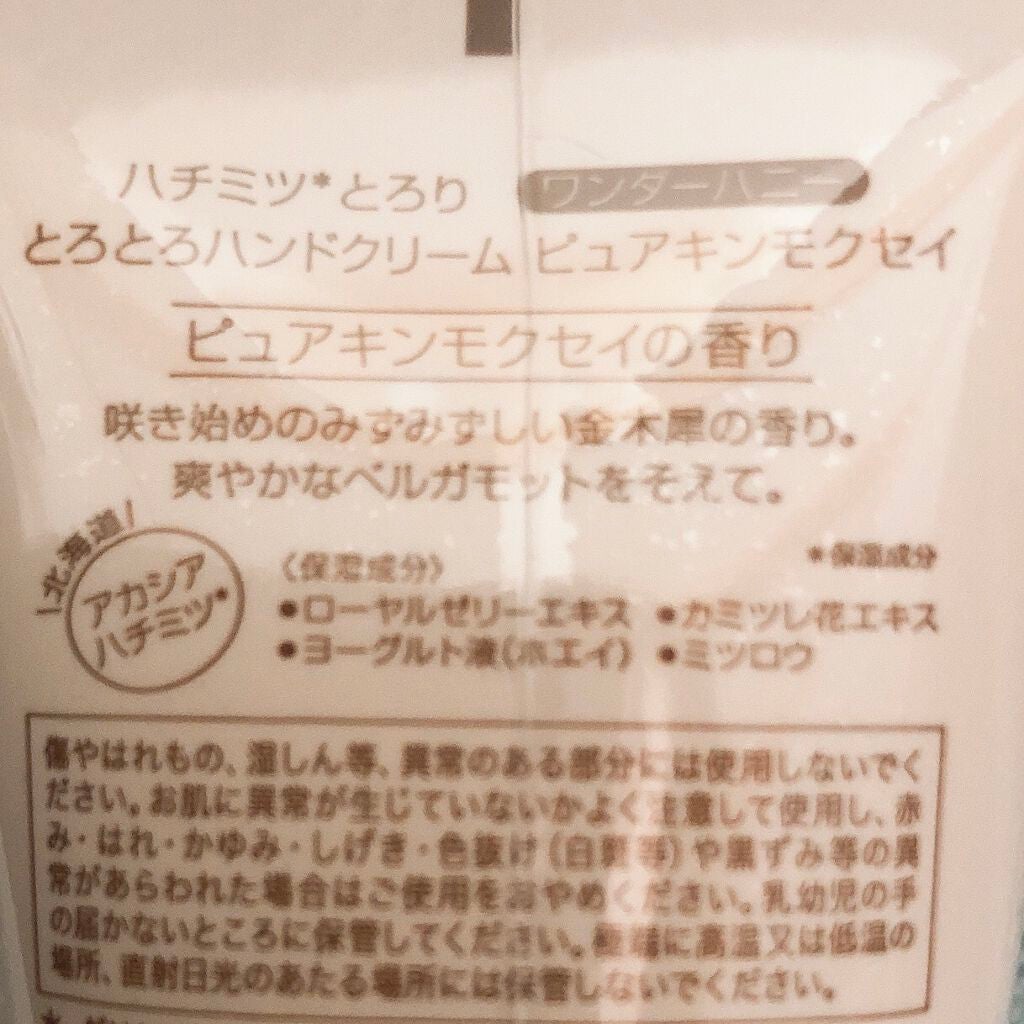 ハチミツ*とろり ワンダーハニー
とろとろハンドクリーム ピュアキンモクセイ
ピュアキンモクセイの香り
咲き始めのみずみずしい金木犀の香り。
爽やかなベルガモットをそえて。
北海道!
アカシア
ハチミツ*
*保湿成分
〈保湿成分〉
●ローヤルゼリーエキス ●カミツレ花エキス
●ヨーグルト液(ホエイ) ●ミツロウ
傷やはれもの、湿しん等、異常のある部分には使用しないでく
ださい。お肌に異常が生じていないかよく注意して使用し、赤
み・はれ・かゆみ・しげき・色抜け(白斑等)や黒ずみ等の異
常があらわれた場合はご使用をおやめください。乳幼児の手
の届かないところに保管してください。極端に高温又は低温の
場所、直射日光のあたる場所には保管しないでください。